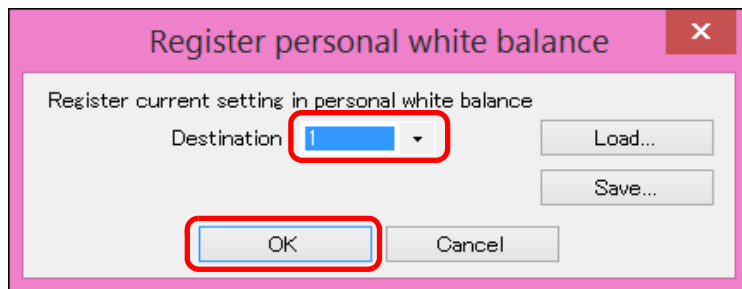 Register personal white balance
Register current setting in personal white balance
Destination 1 Load...
Save...
OK Cancel